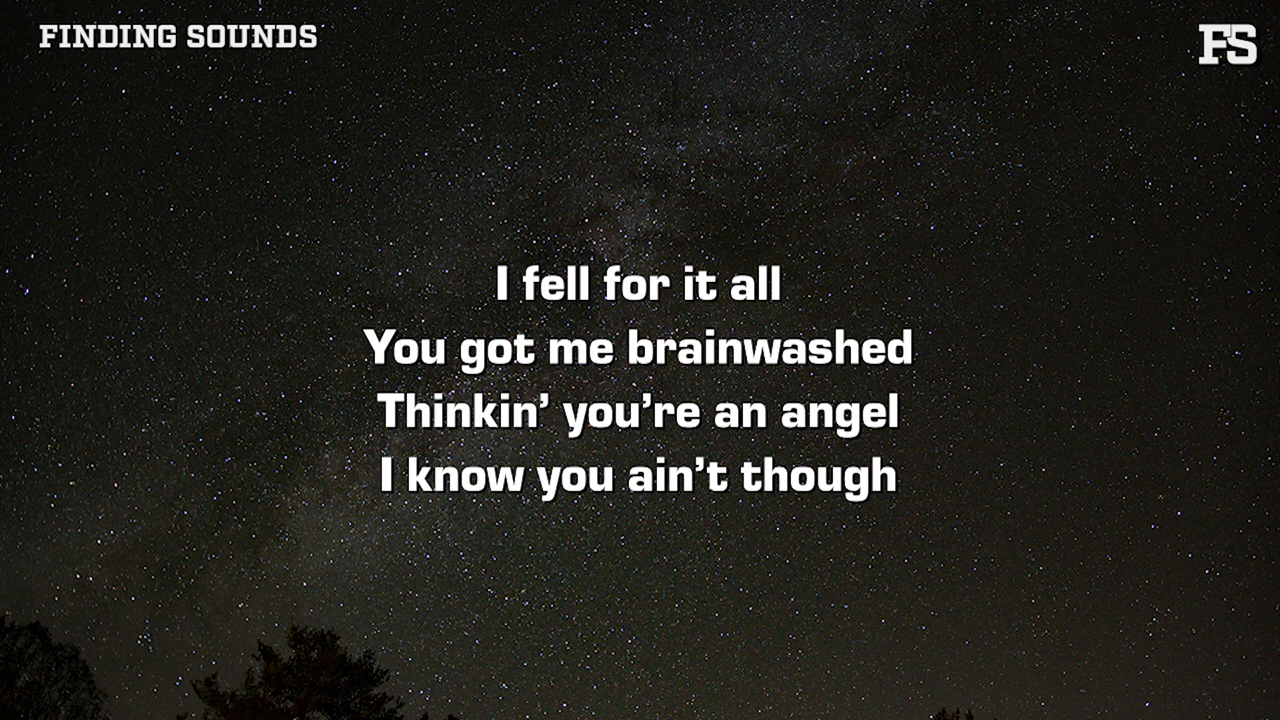 FINDING SOUNDS
FS
I fell for it all
You got me brainwashed
Thinkin’ you’re an angel
I know you ain’t though